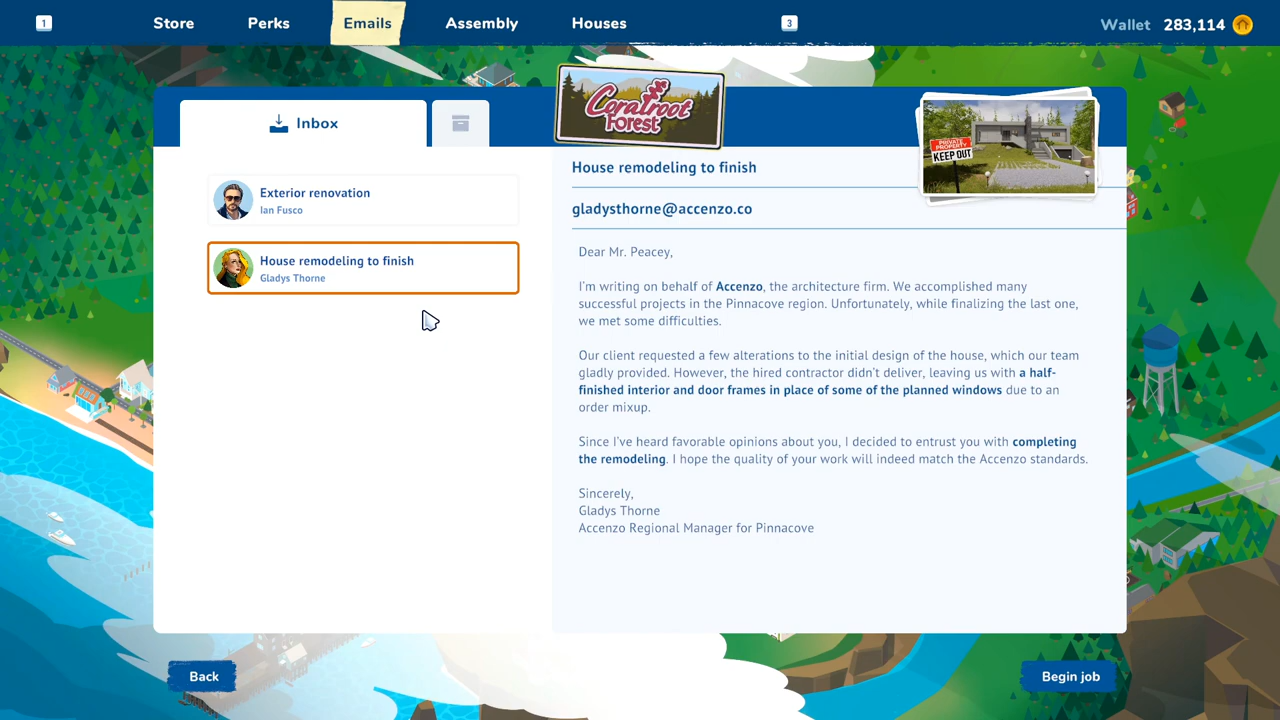 1
Store
Perks
Emails
Assembly
Houses
3
Wallet 283,114
Inbox
CoralRoot
FOREST
PRIVATE
PROPERTY
KEEP OUT
Exterior renovation
Ian Fusco
House remodeling to finish
Gladys Thorne
House remodeling to finish
gladysthorne@accenzo.co
Dear Mr. Peacey,
I'm writing on behalf of Accenzo, the architecture firm. We accomplished many
successful projects in the Pinnacove region. Unfortunately, while finalizing the last one,
we met some difficulties.
Our client requested a few alterations to the initial design of the house, which our team
gladly provided. However, the hired contractor didn't deliver, leaving us with a half-
finished interior and door frames in place of some of the planned windows due to an
order mixup.
Since I've heard favorable opinions about you, I decided to entrust you with completing
the remodeling. I hope the quality of your work will indeed match the Accenzo standards.
Sincerely,
Gladys Thorne
Accenzo Regional Manager for Pinnacove
Back
Begin job